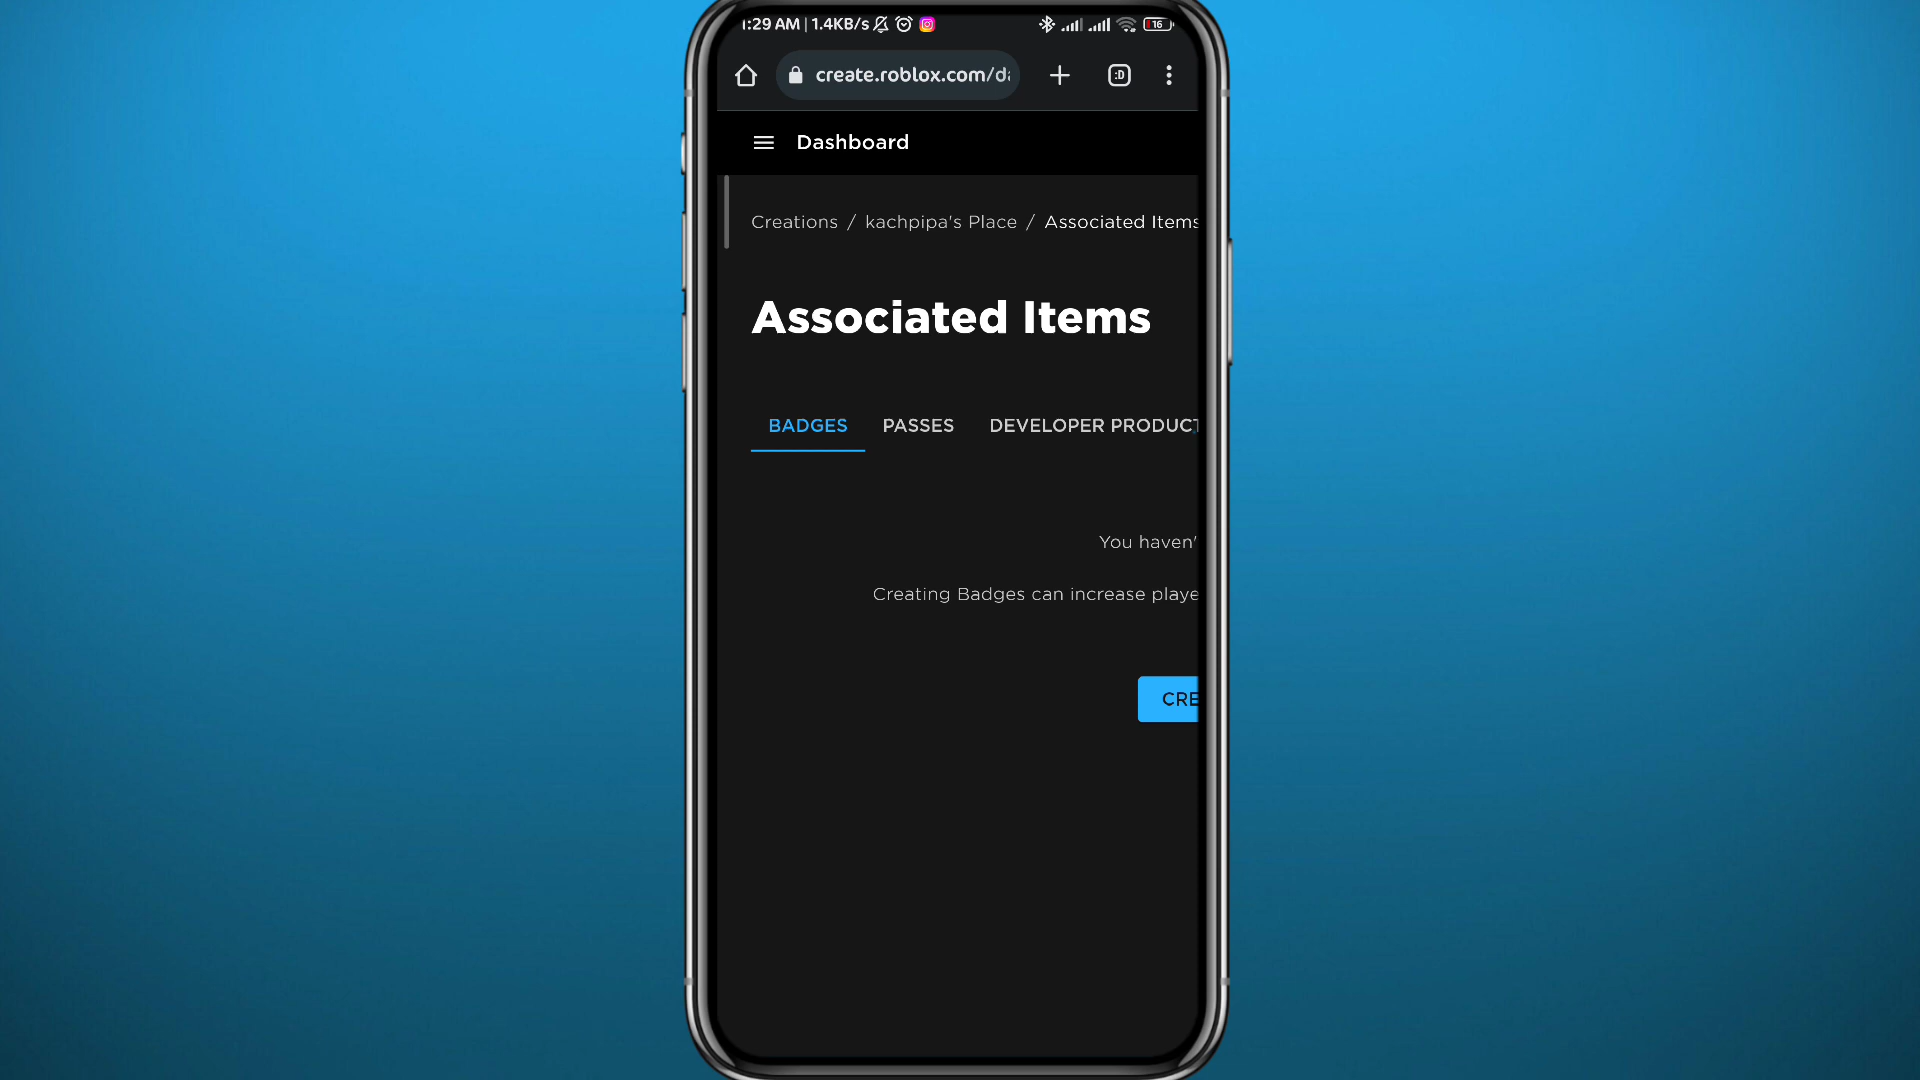 1:29 AM | 1.4KB/s 16
create.roblox.com/da
:D
Dashboard
Creations / kachpipa's Place / Associated Items
Associated Items
BADGES PASSES DEVELOPER PRODUCT
You haven'
Creating Badges can increase playe
CRE